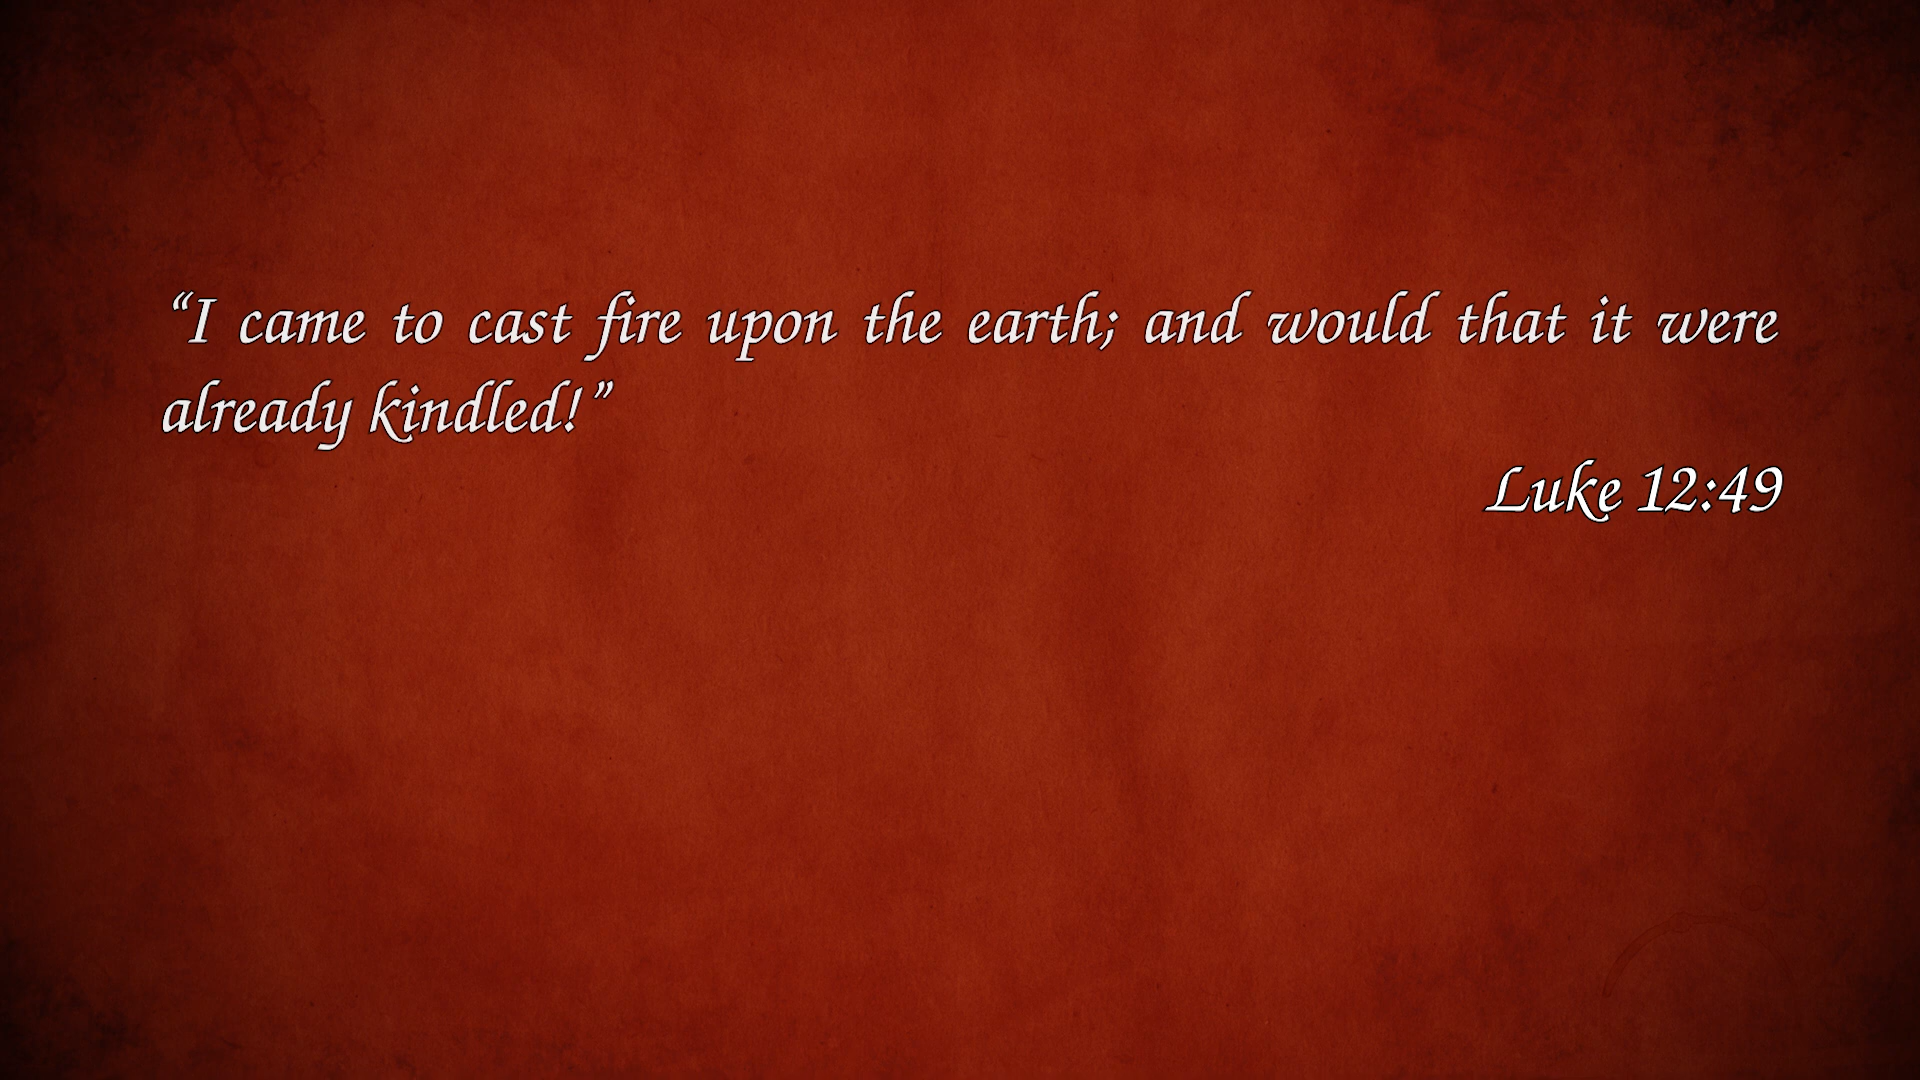 “I came to cast fire upon the earth; and would that it were
already kindled!”
Luke 12:49